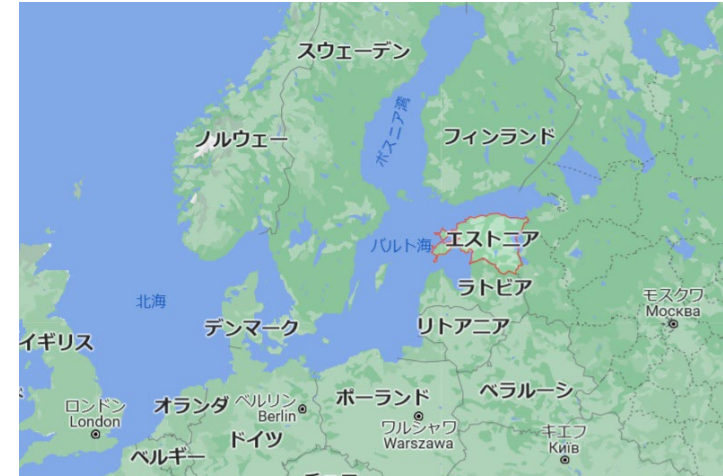 スウェーデン
ノルウェー
ボスニア湾
フィンランド
バルト海
エストニア
ラトビア
北海
モスクワ
Москва
デンマーク
リトアニア
イギリス
ロンドン
London
オランダ
ベルリン
Berlin
ポーランド
ベラルーシ
ワルシャワ
Warszawa
キエフ
Київ
ドイツ
ベルギー